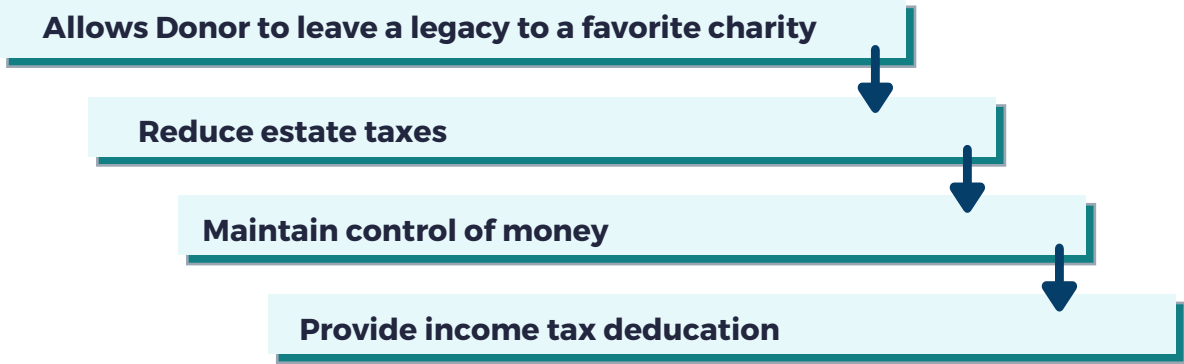 Allows Donor to leave a legacy to a favorite charity
Reduce estate taxes
Maintain control of money
Provide income tax deducation